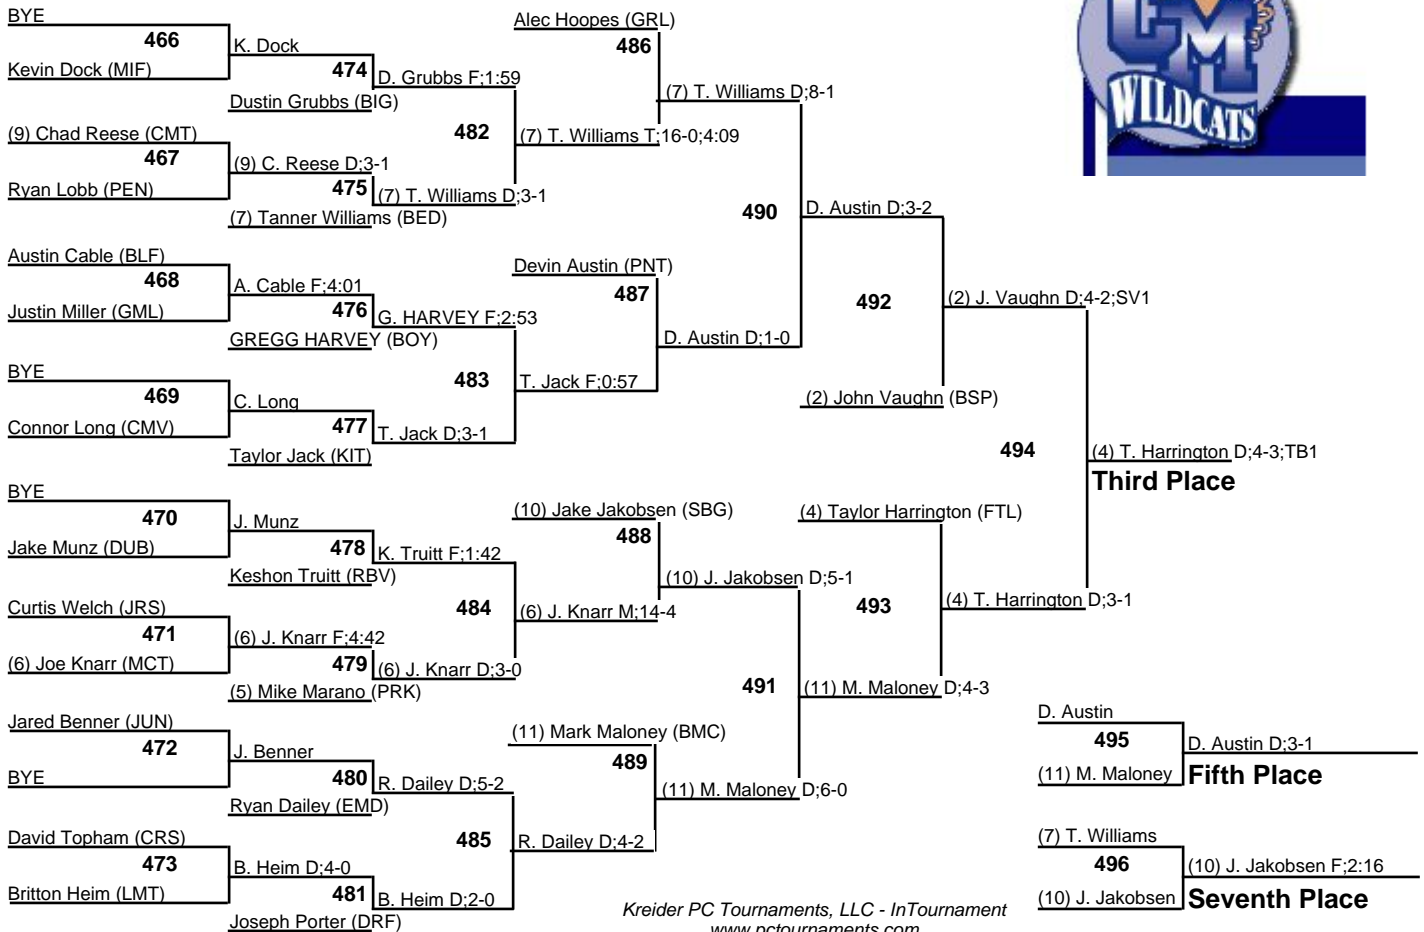 BYE
466
Kevin Dock (MIF)
K. Dock
474
Dustin Grubbs (BIG)
D. Grubbs F;1:59
(9) Chad Reese (CMT)
467
Ryan Lobb (PEN)
(9) C. Reese D;3-1
475
(7) Tanner Williams (BED)
(7) T. Williams D;3-1
482
(7) T. Williams T;16-0;4:09
Alec Hoopes (GRL)
486
(7) T. Williams D;8-1
Austin Cable (BLF)
468
Justin Miller (GML)
A. Cable F;4:01
476
GREGG HARVEY (BOY)
G. HARVEY F;2:53
BYE
469
Connor Long (CMV)
C. Long
477
Taylor Jack (KIT)
T. Jack D;3-1
483
T. Jack F;0:57
Devin Austin (PNT)
487
D. Austin D;1-0
490
D. Austin D;3-2
492
(2) John Vaughn (BSP)
(2) J. Vaughn D;4-2;SV1
BYE
470
Jake Munz (DUB)
J. Munz
478
Keshon Truitt (RBV)
K. Truitt F;1:42
Curtis Welch (JRS)
471
(6) Joe Knarr (MCT)
(6) J. Knarr F;4:42
479
(5) Mike Marano (PRK)
(6) J. Knarr D;3-0
484
(6) J. Knarr M;14-4
(10) Jake Jakobsen (SBG)
488
(10) J. Jakobsen D;5-1
Jared Benner (JUN)
472
BYE
J. Benner
480
Ryan Dailey (EMD)
R. Dailey D;5-2
David Topham (CRS)
473
Britton Heim (LMT)
B. Heim D;4-0
481
Joseph Porter (DRF)
B. Heim D;2-0
485
R. Dailey D;4-2
(11) Mark Maloney (BMC)
489
(11) M. Maloney D;6-0
491
(11) M. Maloney D;4-3
(4) Taylor Harrington (FTL)
493
(4) T. Harrington D;3-1
494
(4) T. Harrington D;4-3;TB1
Third Place
D. Austin
495
(11) M. Maloney
D. Austin D;3-1
Fifth Place
(7) T. Williams
496
(10) J. Jakobsen
(10) J. Jakobsen F;2:16
Seventh Place
Kreider PC Tournaments, LLC - InTournament
www.pctournaments.com
CM
WILDCATS